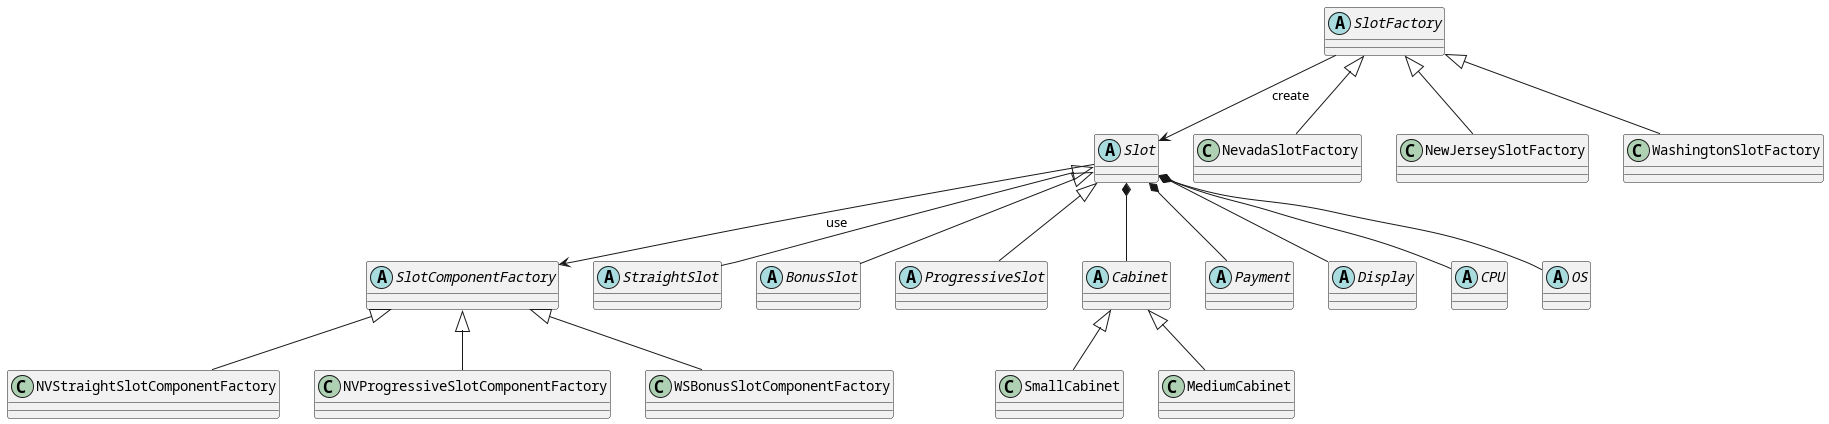 A SlotFactory
create
A Slot
C NevadaSlotFactory
C NewJerseySlotFactory
C WashingtonSlotFactory
use
A SlotComponentFactory
A StraightSlot
A BonusSlot
A ProgressiveSlot
A Cabinet
A Payment
A Display
A CPU
A OS
C NVStraightSlotComponentFactory
C NVProgressiveSlotComponentFactory
C WSBonusSlotComponentFactory
C SmallCabinet
C MediumCabinet